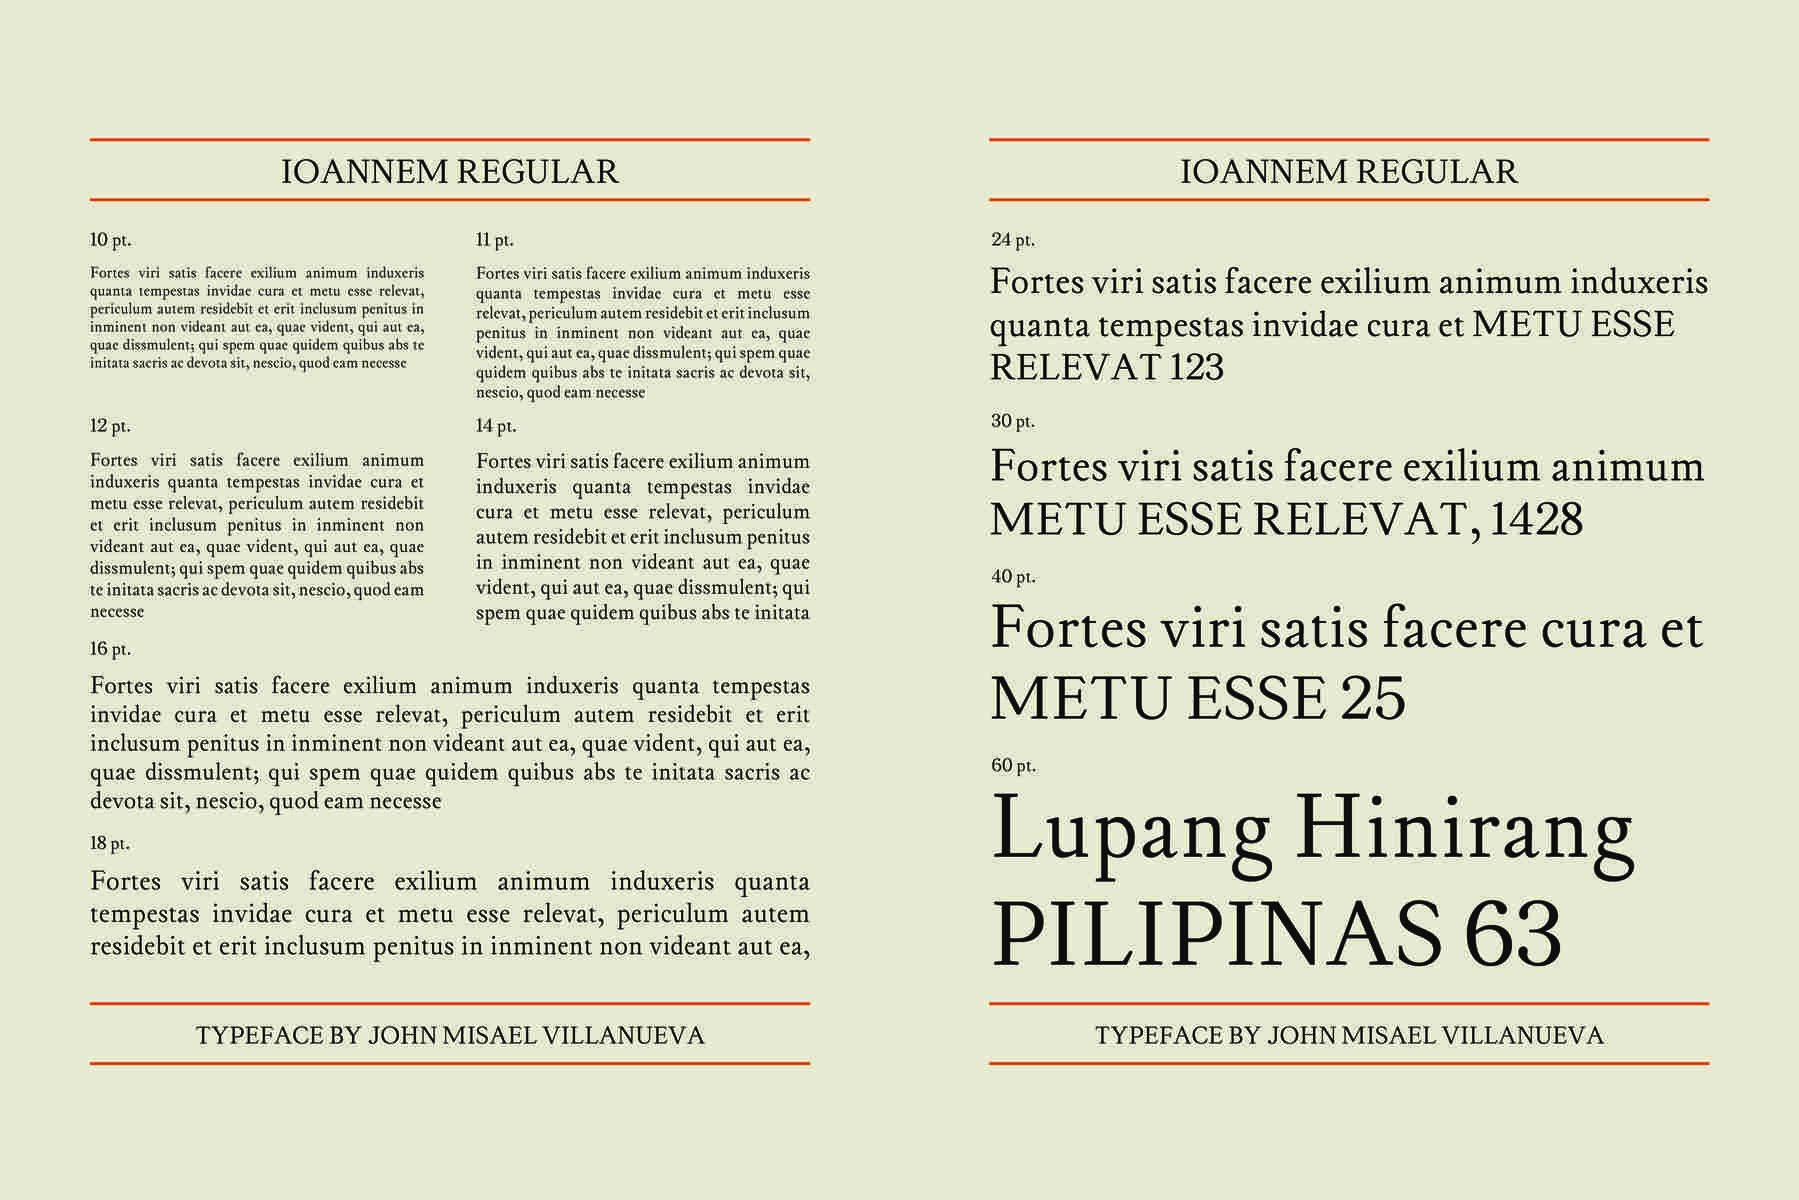 IOANNEM REGULAR
10 pt.
Fortes viri satis facere exilium animum induxeris
quanta tempestas invidae cura et metu esse relevat,
periculum autem residebit et erit inclusum penitus in
inminent non videant aut ea, quae vident, qui aut ea,
quae dissmulent; qui spem quae quidem quibus abs te
initata sacris ac devota sit, nescio, quod eam necesse
11 pt.
Fortes viri satis facere exilium animum induxeris
quanta tempestas invidae cura et metu esse
relevat, periculum autem residebit et erit inclusum
penitus in inminent non videant aut ea, quae
vident, qui aut ea, quae dissmulent; qui spem quae
quidem quibus abs te initata sacris ac devota sit,
nescio, quod eam necesse
12 pt.
Fortes viri satis facere exilium animum
induxeris quanta tempestas invidae cura et
metu esse relevat, periculum autem residebit
et erit inclusum penitus in inminent non
videant aut ea, quae vident, qui aut ea, quae
dissmulent; qui spem quae quidem quibus abs
te initata sacris ac devota sit, nescio, quod eam
necesse
14 pt.
Fortes viri satis facere exilium animum
induxeris quanta tempestas invidae
cura et metu esse relevat, periculum
autem residebit et erit inclusum penitus
in inminent non videant aut ea, quae
vident, qui aut ea, quae dissmulent; qui
spem quae quidem quibus abs te initata
16 pt.
Fortes viri satis facere exilium animum induxeris quanta tempestas
invidae cura et metu esse relevat, periculum autem residebit et erit
inclusum penitus in inminent non videant aut ea, quae vident, qui aut ea,
quae dissmulent; qui spem quae quidem quibus abs te initata sacris ac
devota sit, nescio, quod eam necesse
18 pt.
Fortes viri satis facere exilium animum induxeris quanta
tempestas invidae cura et metu esse relevat, periculum autem
residebit et erit inclusum penitus in inminent non videant aut ea,
TYPEFACE BY JOHN MISAEL VILLANUEVA
IOANNEM REGULAR
24 pt.
Fortes viri satis facere exilium animum induxeris
quanta tempestas invidae cura et METU ESSE
RELEVAT 123
30 pt.
Fortes viri satis facere exilium animum
METU ESSE RELEVAT, 1428
40 pt.
Fortes viri satis facere cura et
METU ESSE 25
60 pt.
Lupang Hinirang
PILIPINAS 63
TYPEFACE BY JOHN MISAEL VILLANUEVA